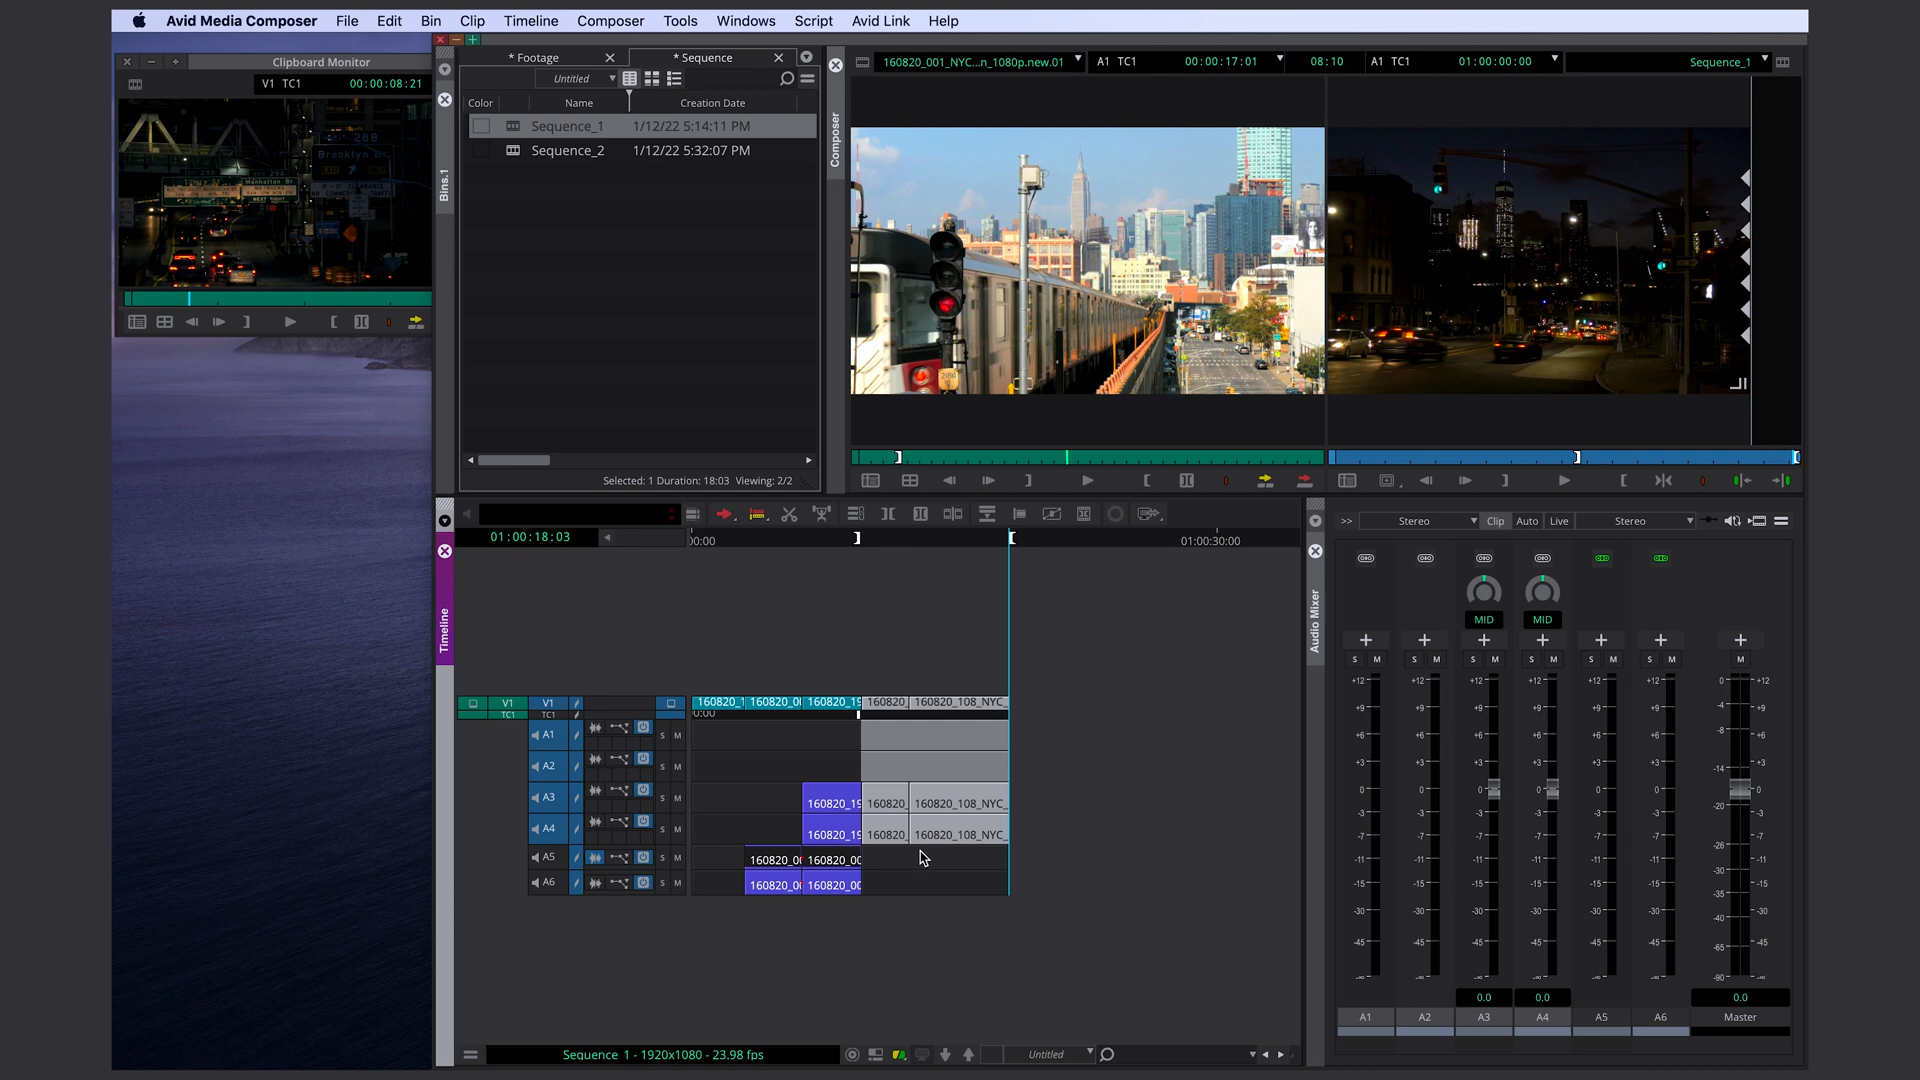 Avid Media Composer File Edit Bin Clip Timeline Composer Tools Windows Script Avid Link Help
Clipboard Monitor
V1 TC1 00:00:08:21
28B
Brooklyn
Manhattan Br
* Footage
* Sequence
Untitled
Color Name Creation Date
Sequence_1 1/12/22 5:14:11 PM
Sequence_2 1/12/22 5:32:07 PM
Selected: 1 Duration: 18:03 Viewing: 2/2
Bins.1
Composer
160820_001_NYC...n_1080p.new.01
A1 TC1 00:00:17:01 08:10
A1 TC1 01:00:00:00
Sequence_1
Timeline
01:00:18:03
00:00
01:00:30:00
V1 V1
TC1 TC1
160820_1 160820_00 160820_19 160820_ 160820_108_NYC_
0:00
A1 S M
A2 S M
A3 S M
160820_19 160820_ 160820_108_NYC_
A4 S M
160820_19 160820_ 160820_108_NYC_
A5 S M
160820_00 160820_00
A6 S M
160820_00 160820_00
Sequence 1 - 1920x1080 - 23.98 fps
Untitled
Audio Mixer
>> Stereo Clip Auto Live Stereo
MID MID
S M S M S M S M S M S M M
+12 +12 +12 +12 +12 +12 0 +12
+9 +9 +9 +9 +9 +9 -4 +9
+6 +6 +6 +6 +6 +6 -8 +6
+3 +3 +3 +3 +3 +3 -14 +3
0 0 0 0 0 0 -20 0
-3 -3 -3 -3 -3 -3 -3
-7 -7 -7 -7 -7 -7 -26 -7
-11 -11 -11 -11 -11 -11 -30 -11
-15 -15 -15 -15 -15 -15 -35 -15
-30 -30 -30 -30 -30 -30 -40 -30
-45 -45 -45 -45 -45 -45 -65 -45
-∞ -∞ -∞ -∞ -∞ -∞ -90 -∞
0.0 0.0 0.0
A1 A2 A3 A4 A5 A6 Master